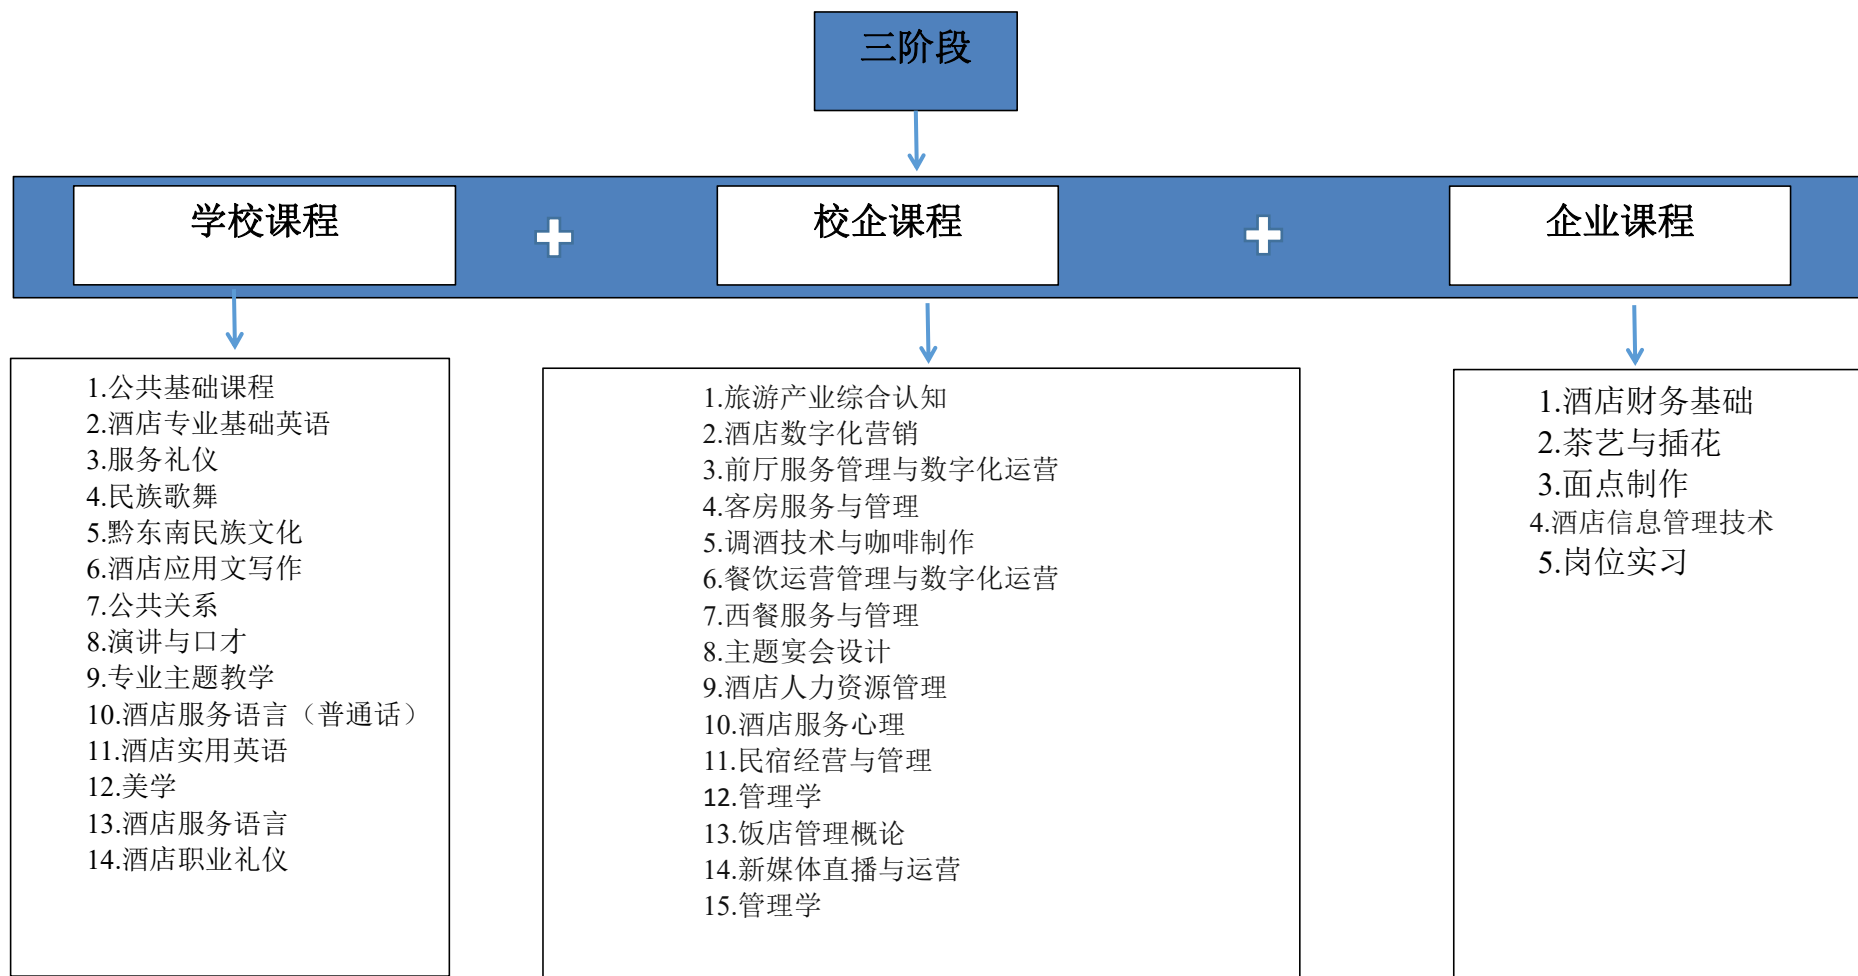 三阶段
学校课程
校企课程
企业课程
1.公共基础课程
2.酒店专业基础英语
3.服务礼仪
4.民族歌舞
5.黔东南民族文化
6.酒店应用文写作
7.公共关系
8.演讲与口才
9.专业主题教学
10.酒店服务语言（普通话）
11.酒店实用英语
12.美学
13.酒店服务语言
14.酒店职业礼仪
1.旅游产业综合认知
2.酒店数字化营销
3.前厅服务管理与数字化运营
4.客房服务与管理
5.调酒技术与咖啡制作
6.餐饮运营管理与数字化运营
7.西餐服务与管理
8.主题宴会设计
9.酒店人力资源管理
10.酒店服务心理
11.民宿经营与管理
12.管理学
13.饭店管理概论
14.新媒体直播与运营
15.管理学
1.酒店财务基础
2.茶艺与插花
3.面点制作
4.酒店信息管理技术
5.岗位实习